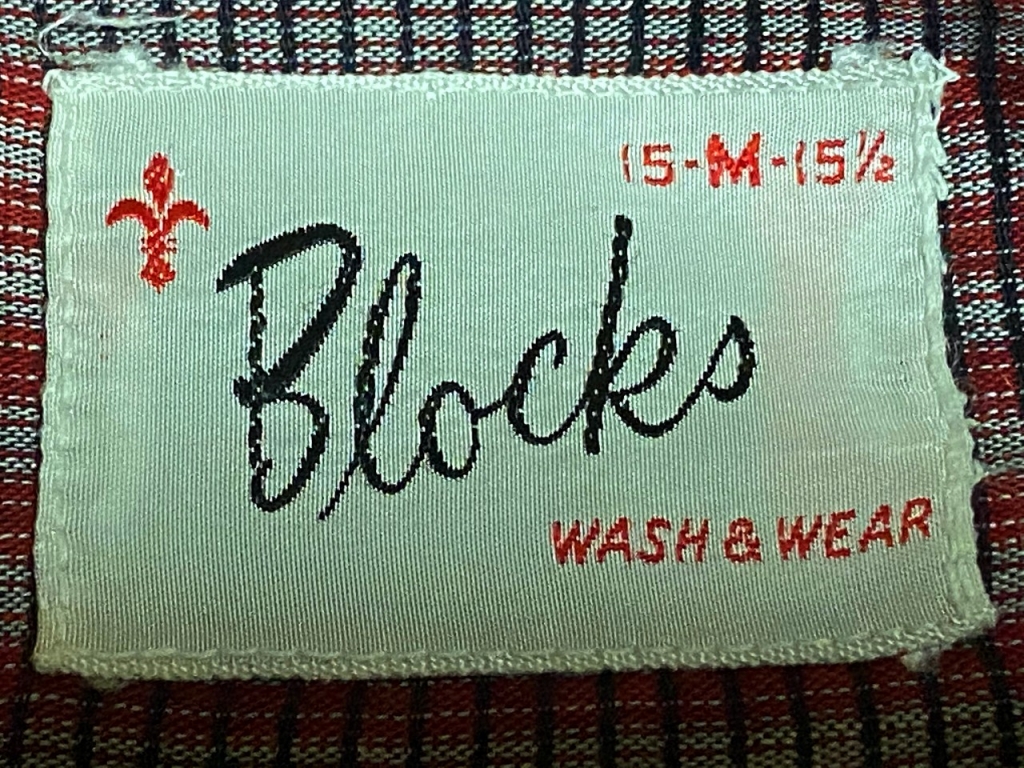 15-M-15½
Blocks
WASH & WEAR